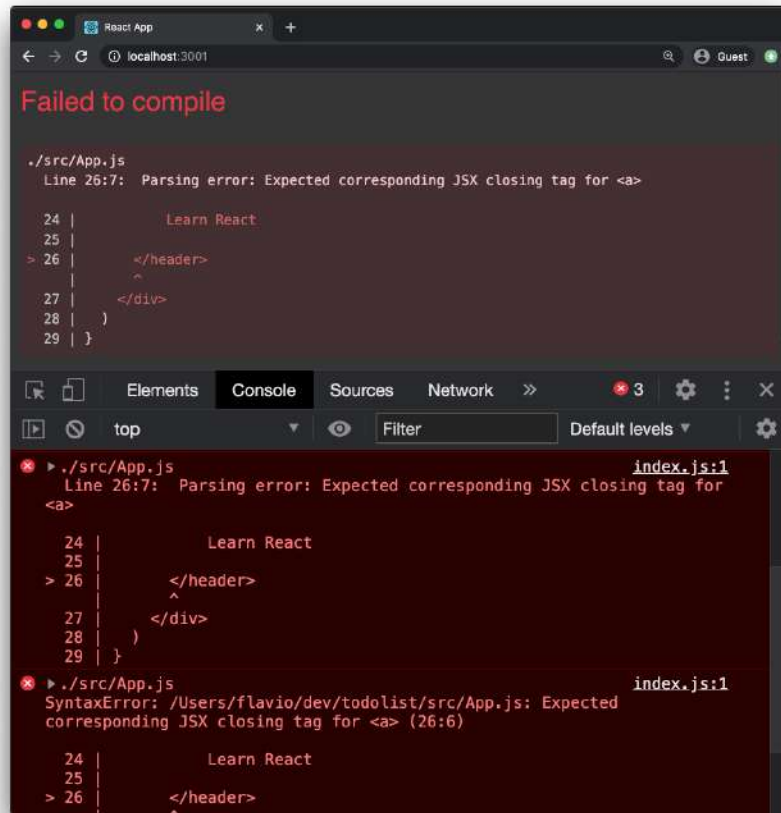 React App
localhost:3001
Guest
Failed to compile
./src/App.js
Line 26:7:  Parsing error: Expected corresponding JSX closing tag for <a>
24 |           Learn React
25 |
> 26 |       </header>
|       ^
27 |     </div>
28 |   )
29 | }
Elements Console Sources Network » 3
top Filter Default levels
./src/App.js index.js:1
Line 26:7:  Parsing error: Expected corresponding JSX closing tag for
<a>
24 |           Learn React
25 |
> 26 |       </header>
|       ^
27 |     </div>
28 |   )
29 | }
./src/App.js index.js:1
SyntaxError: /Users/flavio/dev/todolist/src/App.js: Expected
corresponding JSX closing tag for <a> (26:6)
24 |           Learn React
25 |
> 26 |       </header>